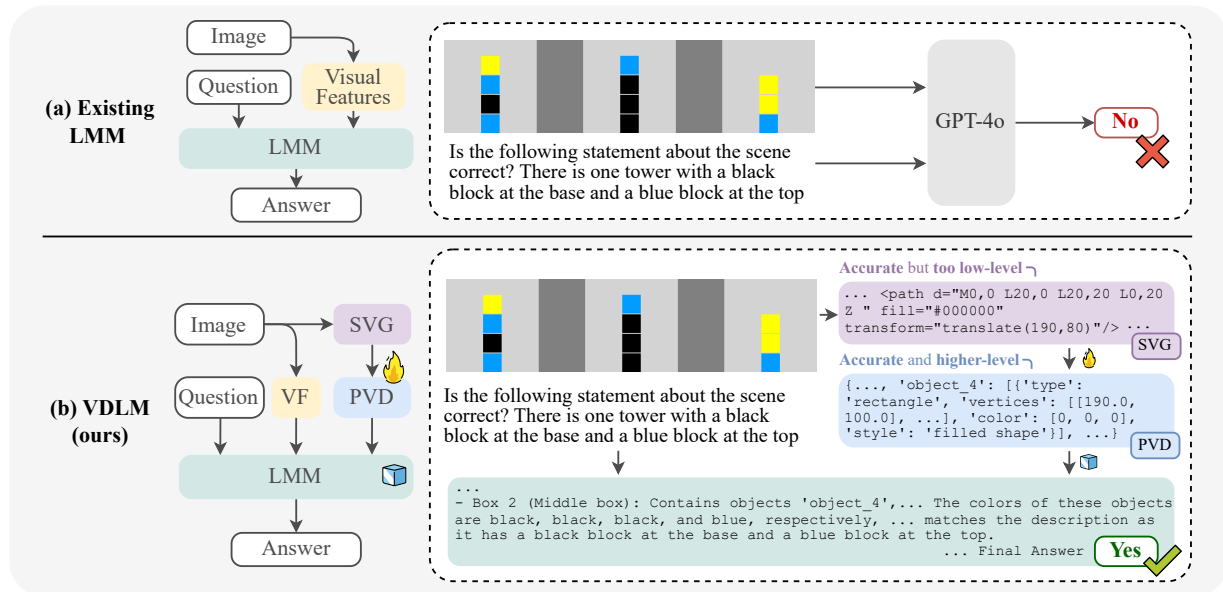 (a) Existing
LMM
Image
Question
Visual
Features
LMM
Answer
Is the following statement about the scene
correct? There is one tower with a black
block at the base and a blue block at the top
GPT-4o
No
(b) VDLM
(ours)
Image
SVG
Question
VF
PVD
LMM
Answer
Is the following statement about the scene
correct? There is one tower with a black
block at the base and a blue block at the top
Accurate but too low-level
... <path d="M0,0 L20,0 L20,20 L0,20
Z " fill="#000000"
transform="translate(190,80)"/> ...
SVG
Accurate and higher-level
{..., 'object_4': [{'type':
'rectangle', 'vertices': [[190.0,
100.0], ...], 'color': [0, 0, 0],
'style': 'filled shape'}], ...}
PVD
...
- Box 2 (Middle box): Contains objects 'object_4',... The colors of these objects
are black, black, black, and blue, respectively, ... matches the description as
it has a black block at the base and a blue block at the top.
... Final Answer
Yes